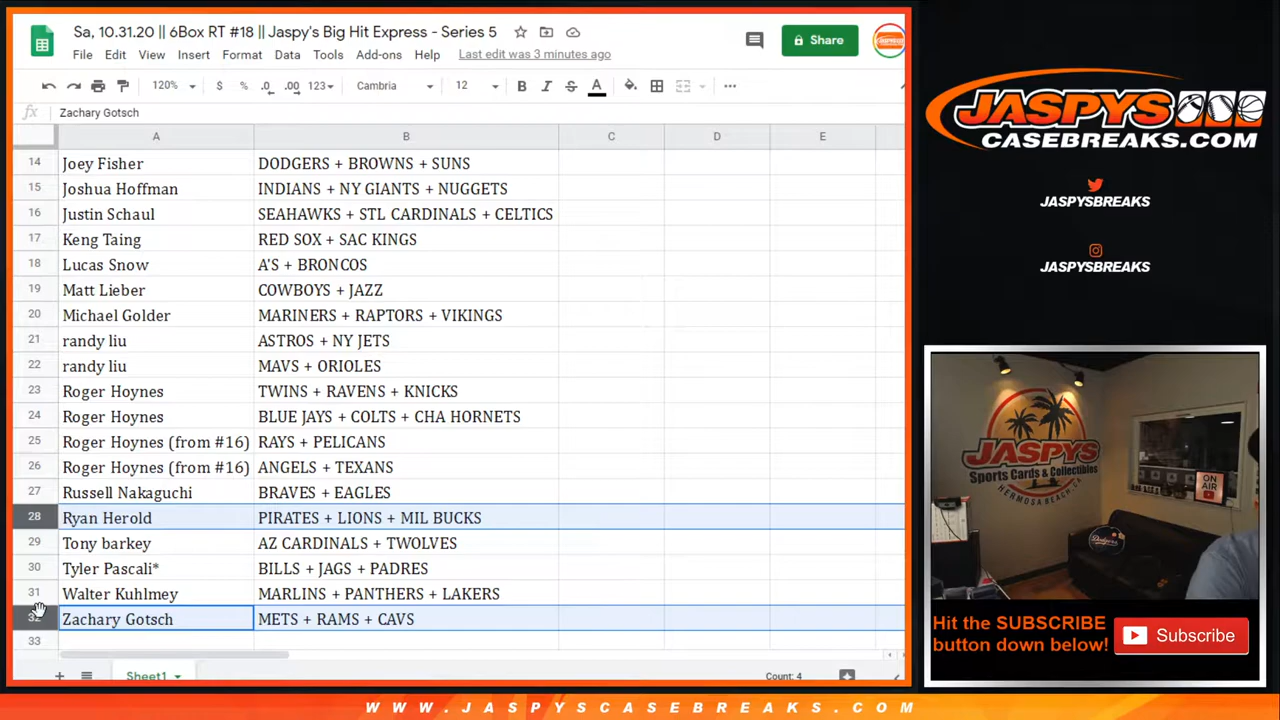 Sa, 10.31.20 || 6Box RT #18 || Jaspy's Big Hit Express - Series 5
File Edit View Insert Format Data Tools Add-ons Help Last edit was 3 minutes ago
Share
120% $ % .0 .00 123 Cambria 12 B I S A
fx Zachary Gotsch
A B C D E
14 Joey Fisher DODGERS + BROWNS + SUNS
15 Joshua Hoffman INDIANS + NY GIANTS + NUGGETS
16 Justin Schaul SEAHAWKS + STL CARDINALS + CELTICS
17 Keng Taing RED SOX + SAC KINGS
18 Lucas Snow A'S + BRONCOS
19 Matt Lieber COWBOYS + JAZZ
20 Michael Golder MARINERS + RAPTORS + VIKINGS
21 randy liu ASTROS + NY JETS
22 randy liu MAVS + ORIOLES
23 Roger Hoynes TWINS + RAVENS + KNICKS
24 Roger Hoynes BLUE JAYS + COLTS + CHA HORNETS
25 Roger Hoynes (from #16) RAYS + PELICANS
26 Roger Hoynes (from #16) ANGELS + TEXANS
27 Russell Nakaguchi BRAVES + EAGLES
28 Ryan Herold PIRATES + LIONS + MIL BUCKS
29 Tony barkey AZ CARDINALS + TWOLVES
30 Tyler Pascali* BILLS + JAGS + PADRES
31 Walter Kuhlmey MARLINS + PANTHERS + LAKERS
32 Zachary Gotsch METS + RAMS + CAVS
33
Sheet1 Count: 4
JASPYS
CASEBREAKS.COM
JASPYSBREAKS
JASPYSBREAKS
JASPYS
Sports Cards & Collectibles
HERMOSA BEACH, CA
ON AIR
Dodgers
Hit the SUBSCRIBE
button down below!
Subscribe
WWW.JASPYSCASEBREAKS.COM